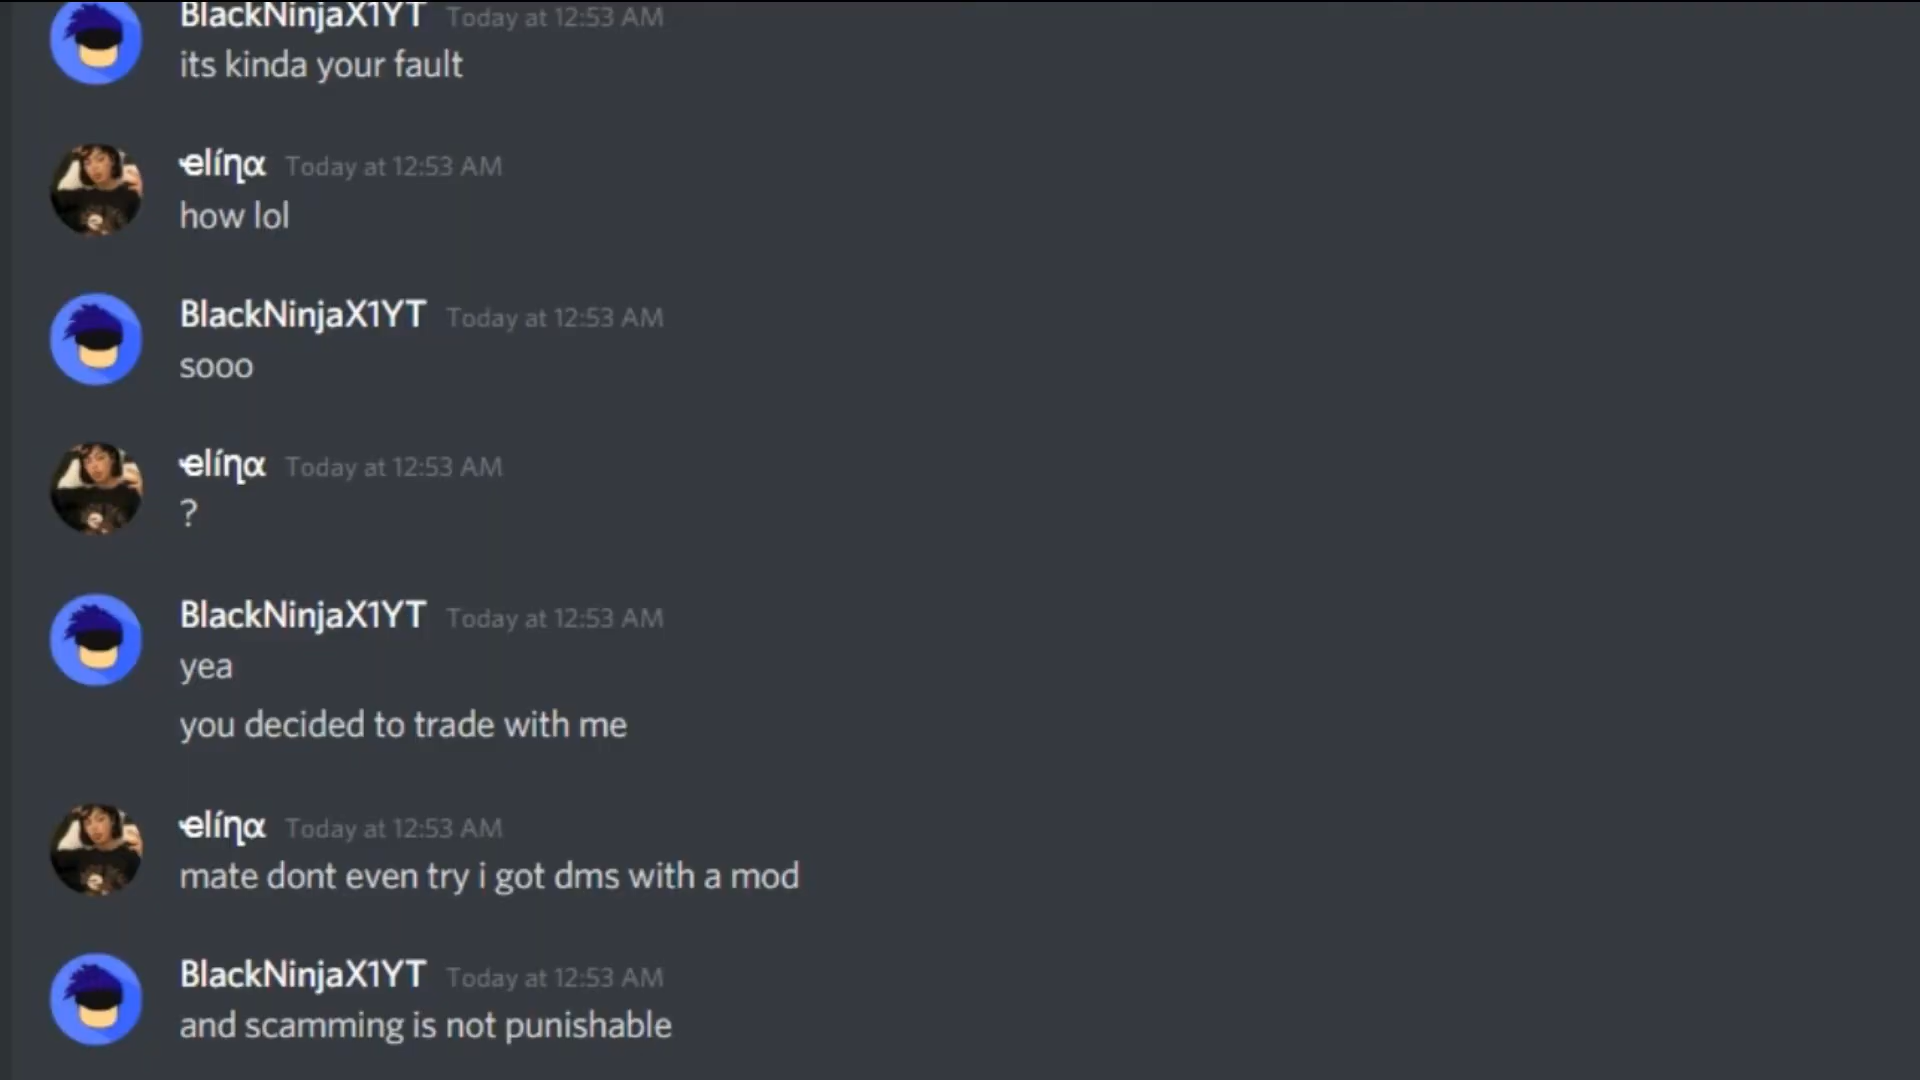 BlackNinjaX1YT Today at 12:53 AM
its kinda your fault
ҽlíղα Today at 12:53 AM
how lol
BlackNinjaX1YT Today at 12:53 AM
sooo
ҽlíղα Today at 12:53 AM
?
BlackNinjaX1YT Today at 12:53 AM
yea
you decided to trade with me
ҽlíղα Today at 12:53 AM
mate dont even try i got dms with a mod
BlackNinjaX1YT Today at 12:53 AM
and scamming is not punishable